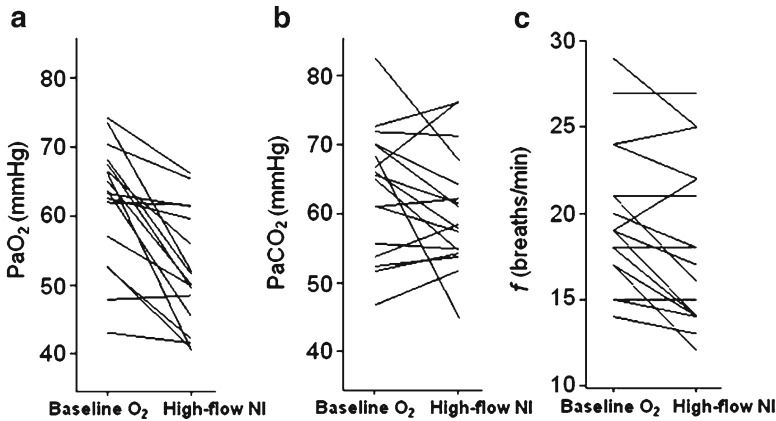 a
PaO2 (mmHg)
80
70
60
50
40
Baseline O2 High-flow NI
b
PaCO2 (mmHg)
80
70
60
50
40
Baseline O2 High-flow NI
c
f (breaths/min)
30
25
20
15
10
Baseline O2 High-flow NI